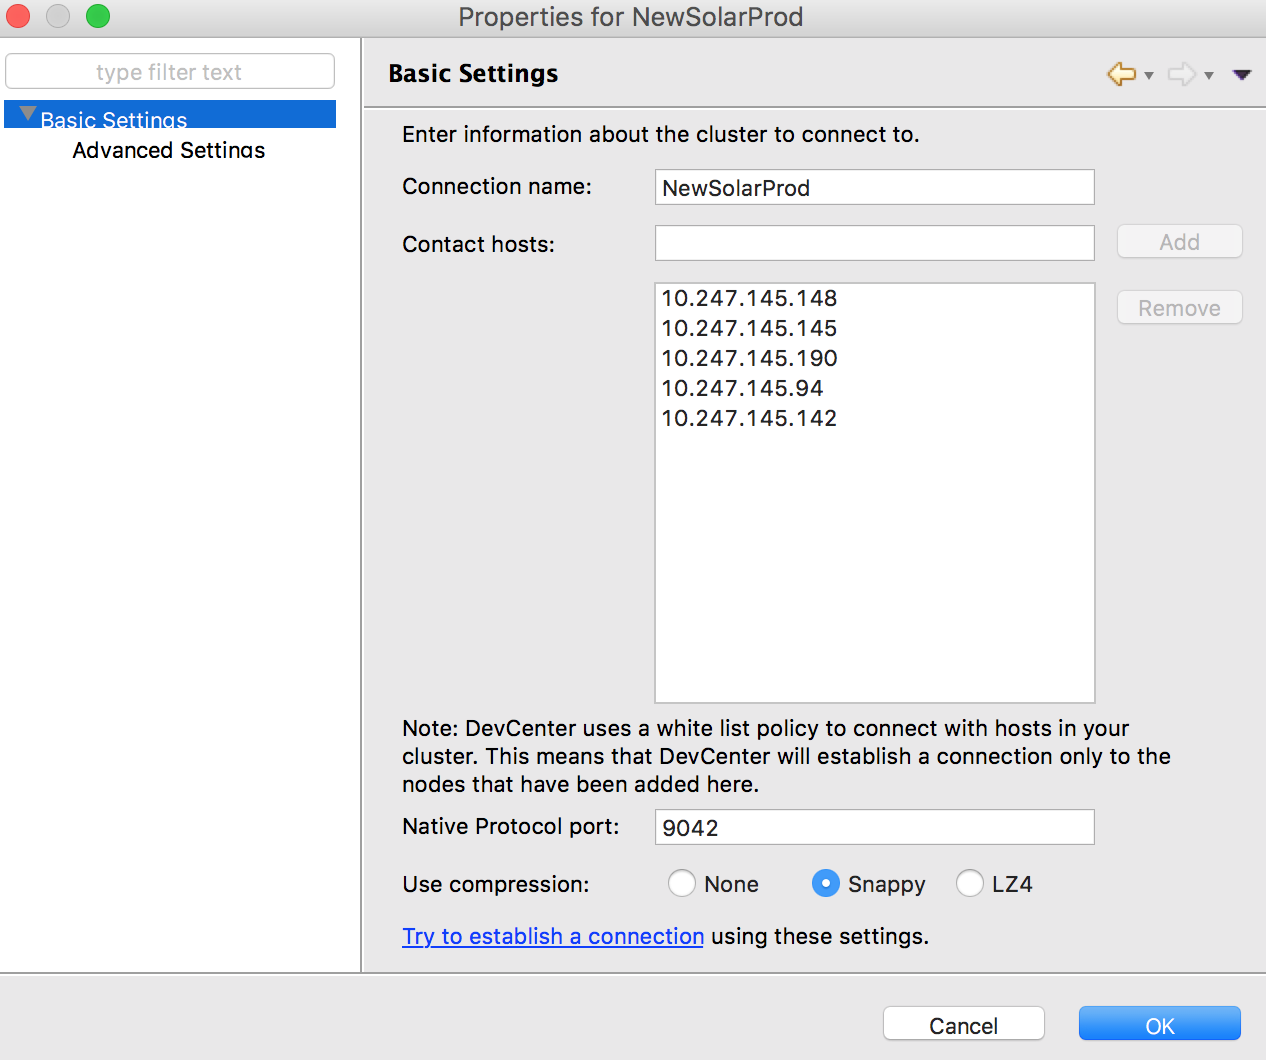 Properties for NewSolarProd
type filter text
Basic Settings
Advanced Settings
Basic Settings
Enter information about the cluster to connect to.
Connection name:
NewSolarProd
Contact hosts:
Add
10.247.145.148
10.247.145.145
10.247.145.190
10.247.145.94
10.247.145.142
Remove
Note: DevCenter uses a white list policy to connect with hosts in your
cluster. This means that DevCenter will establish a connection only to the
nodes that have been added here.
Native Protocol port:
9042
Use compression:
None
Snappy
LZ4
Try to establish a connection using these settings.
Cancel
OK